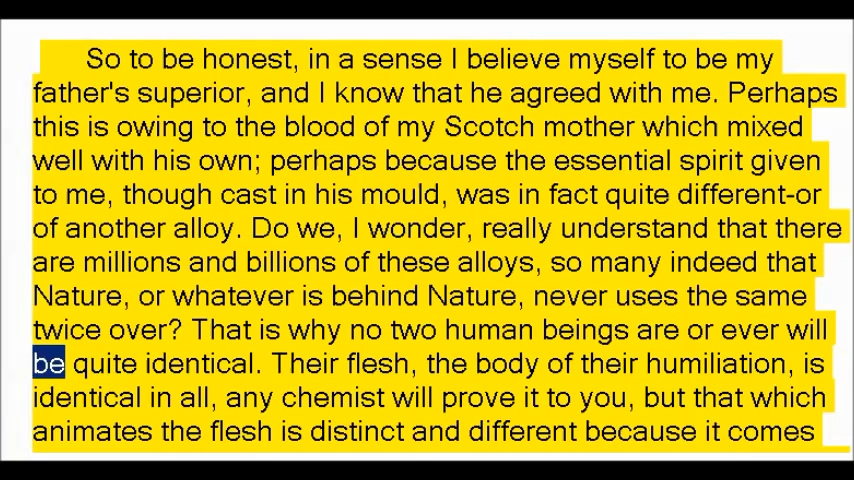 So to be honest, in a sense I believe myself to be my
father's superior, and I know that he agreed with me. Perhaps
this is owing to the blood of my Scotch mother which mixed
well with his own; perhaps because the essential spirit given
to me, though cast in his mould, was in fact quite different-or
of another alloy. Do we, I wonder, really understand that there
are millions and billions of these alloys, so many indeed that
Nature, or whatever is behind Nature, never uses the same
twice over? That is why no two human beings are or ever will
be quite identical. Their flesh, the body of their humiliation, is
identical in all, any chemist will prove it to you, but that which
animates the flesh is distinct and different because it comes